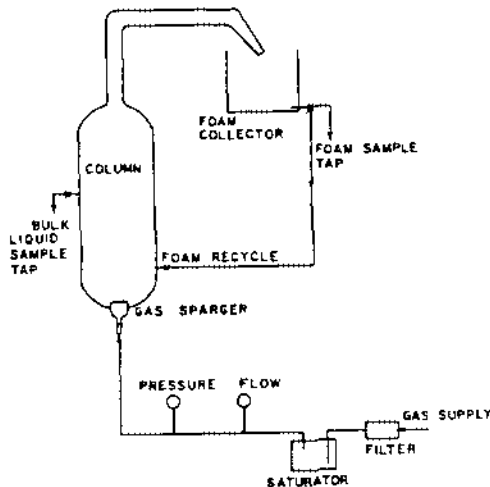 FOAM
COLLECTOR
FOAM SAMPLE
TAP
COLUMN
BULK
LIQUID
SAMPLE
TAP
FOAM RECYCLE
GAS SPARGER
PRESSURE
FLOW
GAS SUPPLY
FILTER
SATURATOR